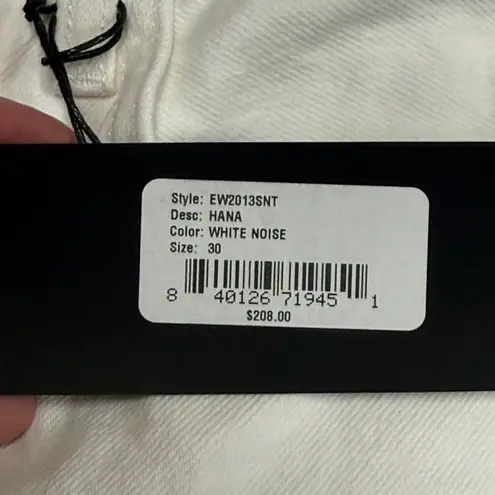 Style: EW2013SNT
Desc: HANA
Color: WHITE NOISE
Size: 30
8 40126 71945 1
$208.00